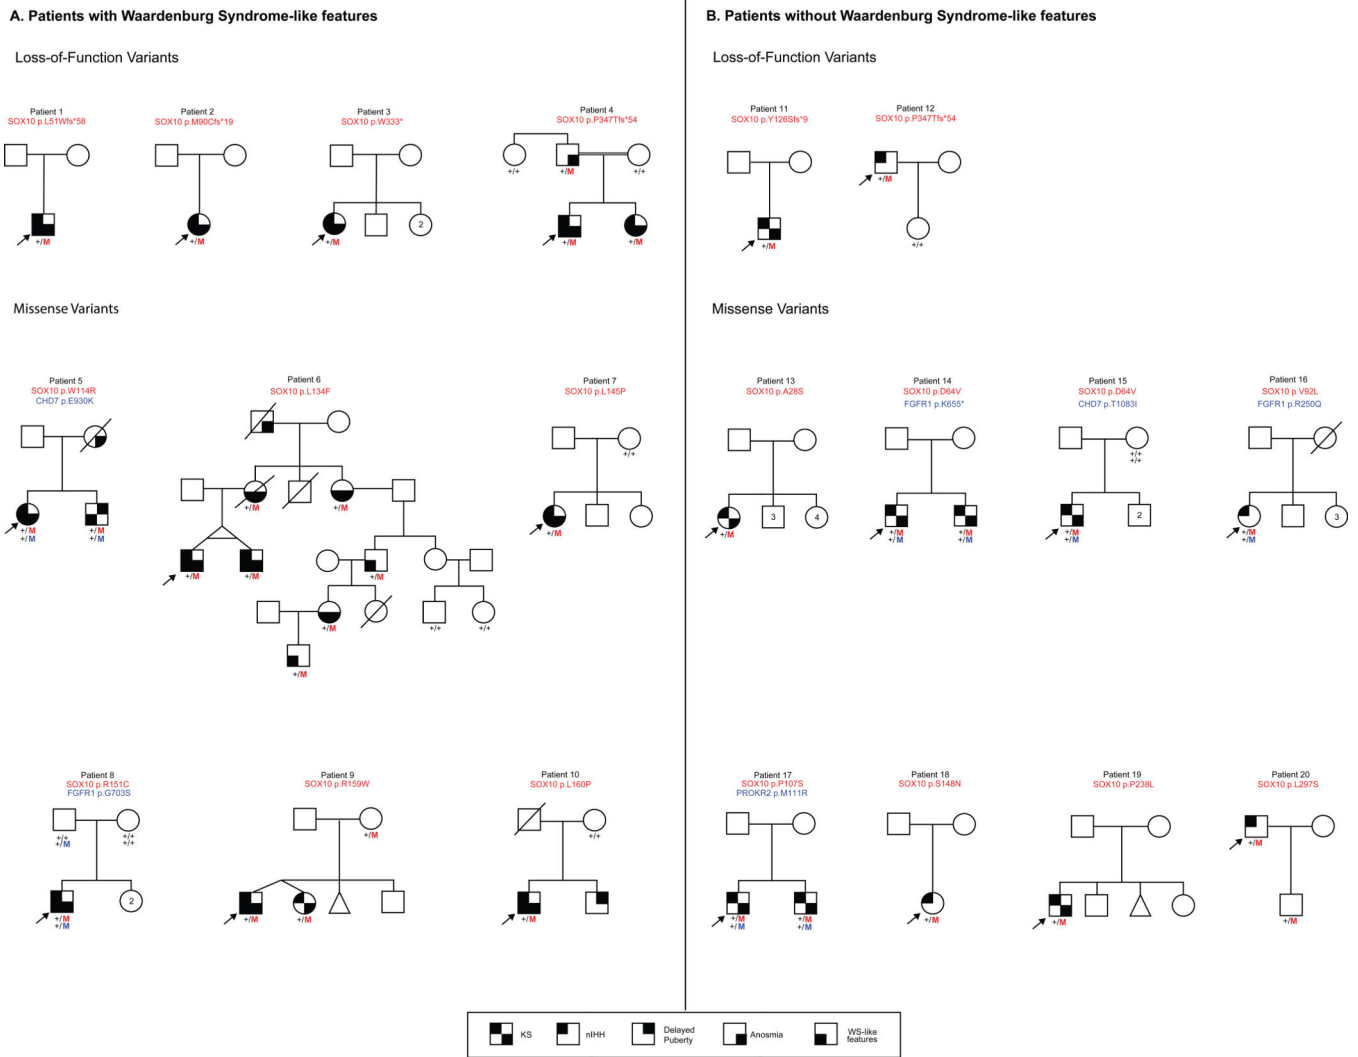 A. Patients with Waardenburg Syndrome-like features
Loss-of-Function Variants
Patient 1
SOX10 p.L51Wfs*58
+/M
Patient 2
SOX10 p.M90Cfs*19
+/M
Patient 3
SOX10 p.W333*
2
+/M
Patient 4
SOX10 p.P347Tfs*54
+/+
+/M
+/+
+/M
+/M
Missense Variants
Patient 5
SOX10 p.W114R
CHD7 p.E930K
+/M
+/M
+/M
+/M
Patient 6
SOX10 p.L134F
+/M
+/M
+/M
+/M
+/M
+/M
+/+
+/+
+/M
Patient 7
SOX10 p.L145P
+/+
+/M
Patient 8
SOX10 p.R151C
FGFR1 p.G703S
+/+
+/M
+/+
+/+
2
+/M
+/M
Patient 9
SOX10 p.R159W
+/M
+/M
+/M
Patient 10
SOX10 p.L160P
+/+
+/M
B. Patients without Waardenburg Syndrome-like features
Loss-of-Function Variants
Patient 11
SOX10 p.Y126Sfs*9
+/M
Patient 12
SOX10 p.P347Tfs*54
+/M
+/+
Missense Variants
Patient 13
SOX10 p.A28S
3
4
+/M
Patient 14
SOX10 p.D64V
FGFR1 p.K655*
+/M
+/M
+/M
+/M
Patient 15
SOX10 p.D64V
CHD7 p.T1083I
+/+
+/+
2
+/M
+/M
Patient 16
SOX10 p.V92L
FGFR1 p.R250Q
3
+/M
+/M
Patient 17
SOX10 p.P107S
PROKR2 p.M111R
+/M
+/M
+/M
+/M
Patient 18
SOX10 p.S148N
+/M
Patient 19
SOX10 p.P238L
+/M
Patient 20
SOX10 p.L297S
+/M
+/M
KS
nIHH
Delayed
Puberty
Anosmia
WS-like
features